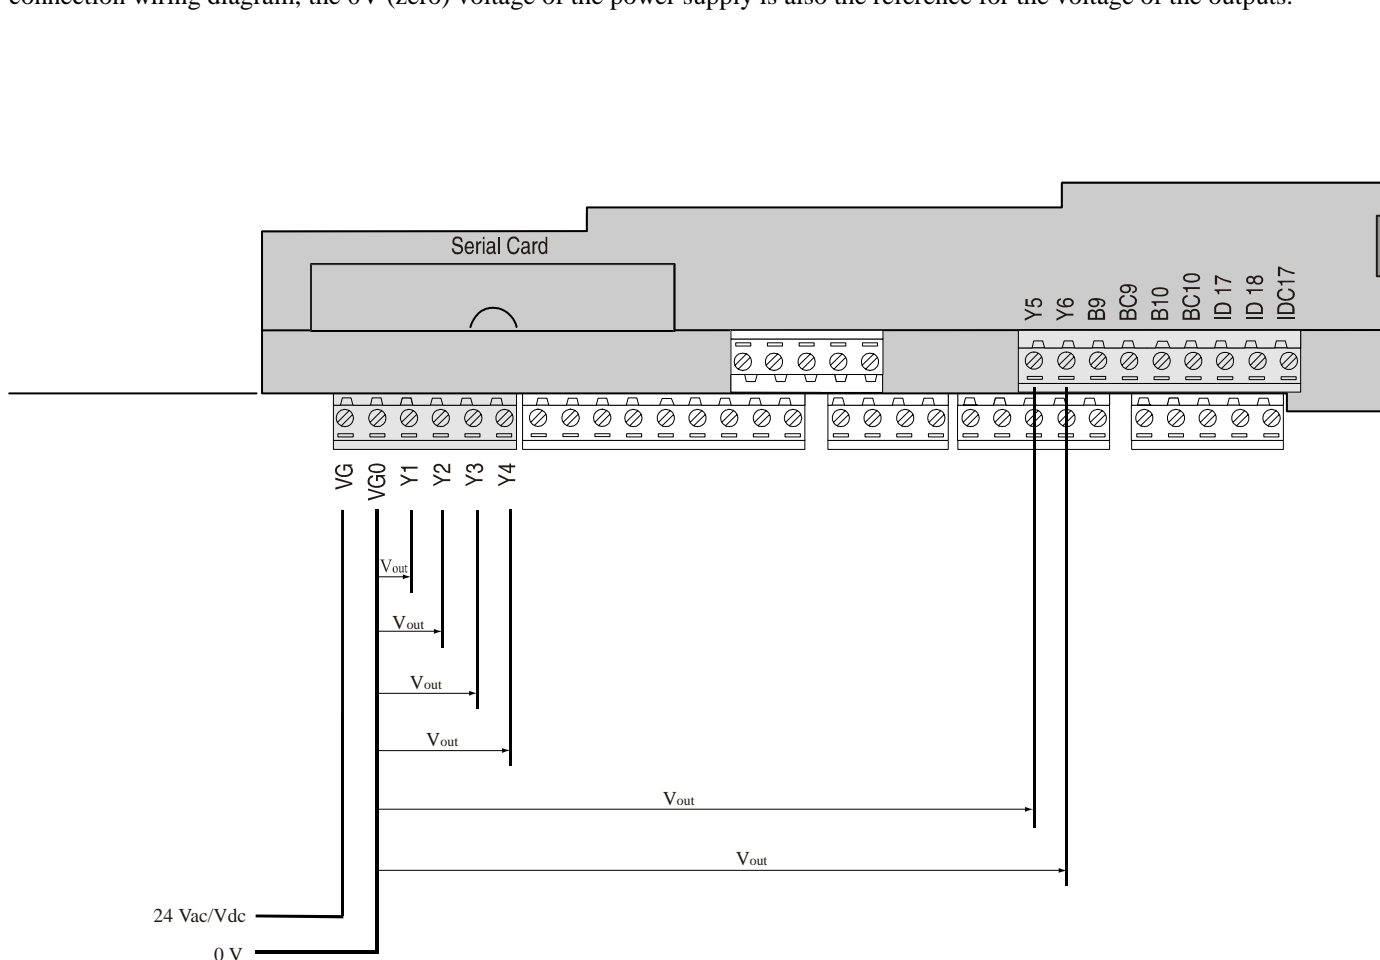 connection wiring diagram, the 0V (zero) voltage of the power supply is also the reference for the voltage of the outputs.
Serial Card
Y5
Y6
B9
BC9
B10
BC10
ID 17
ID 18
IDC17
VG
VG0
Y1
Y2
Y3
Y4
Vout
Vout
Vout
Vout
Vout
Vout
24 Vac/Vdc
0 V